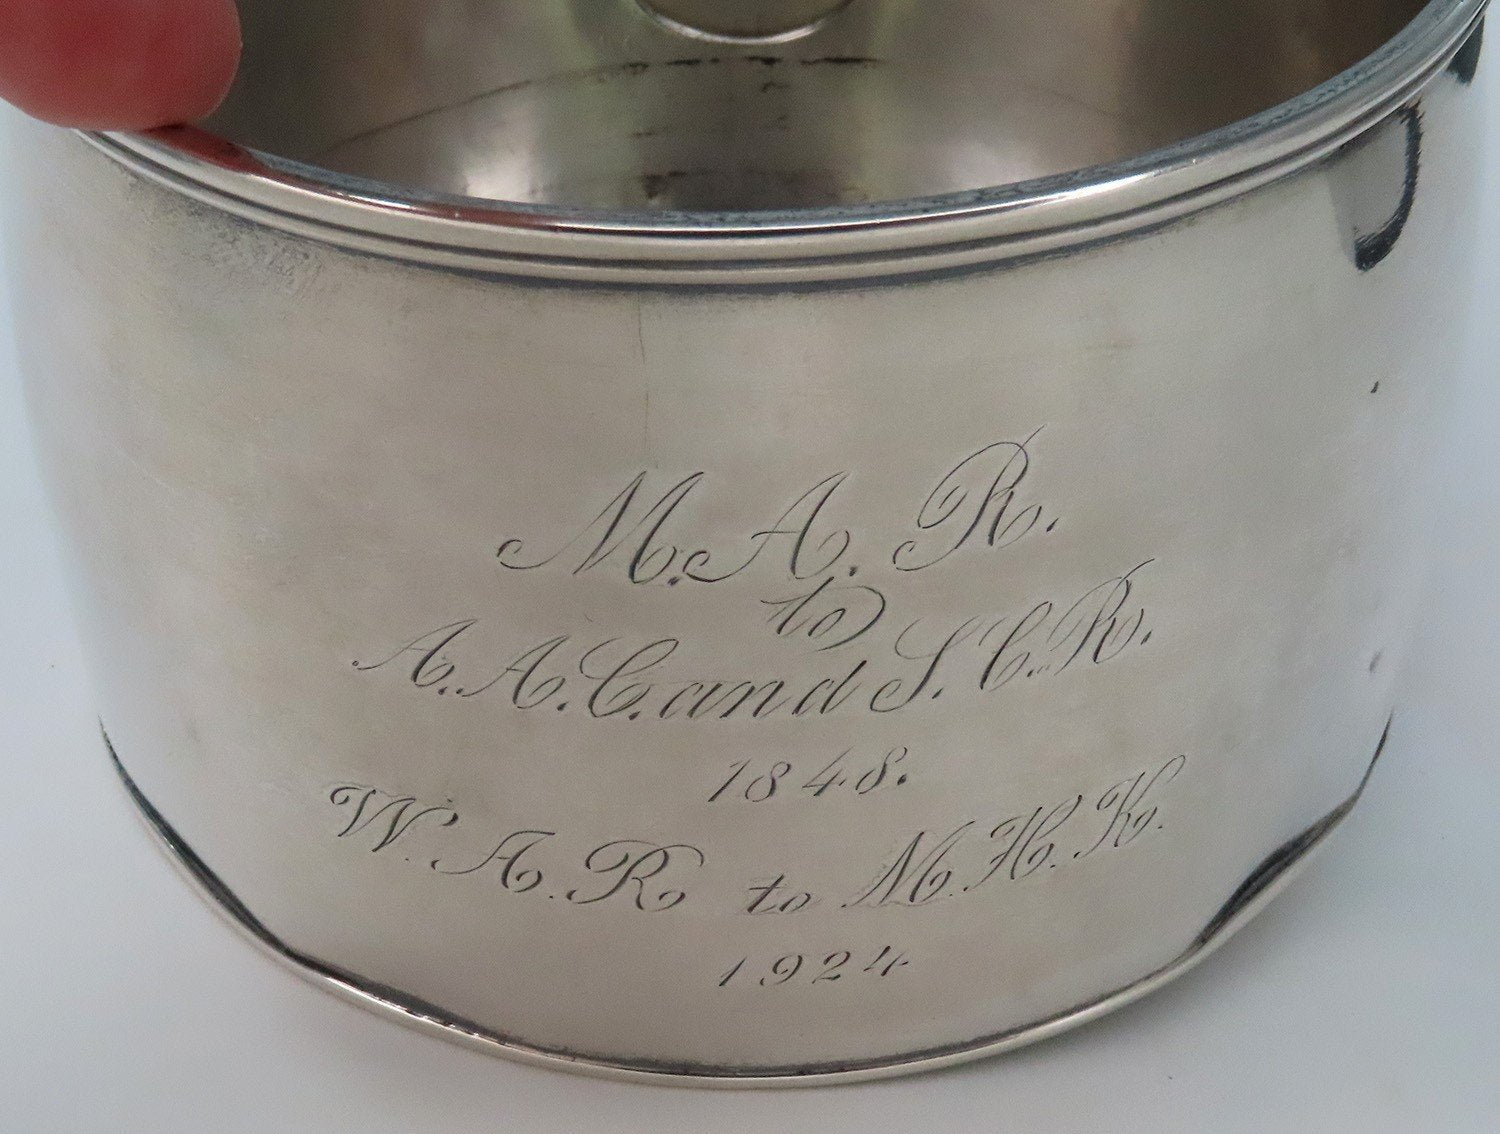 M. A. R.
to
A. A. C. and S. C. R.
1848.
W. A. R to M. H. K.
1924